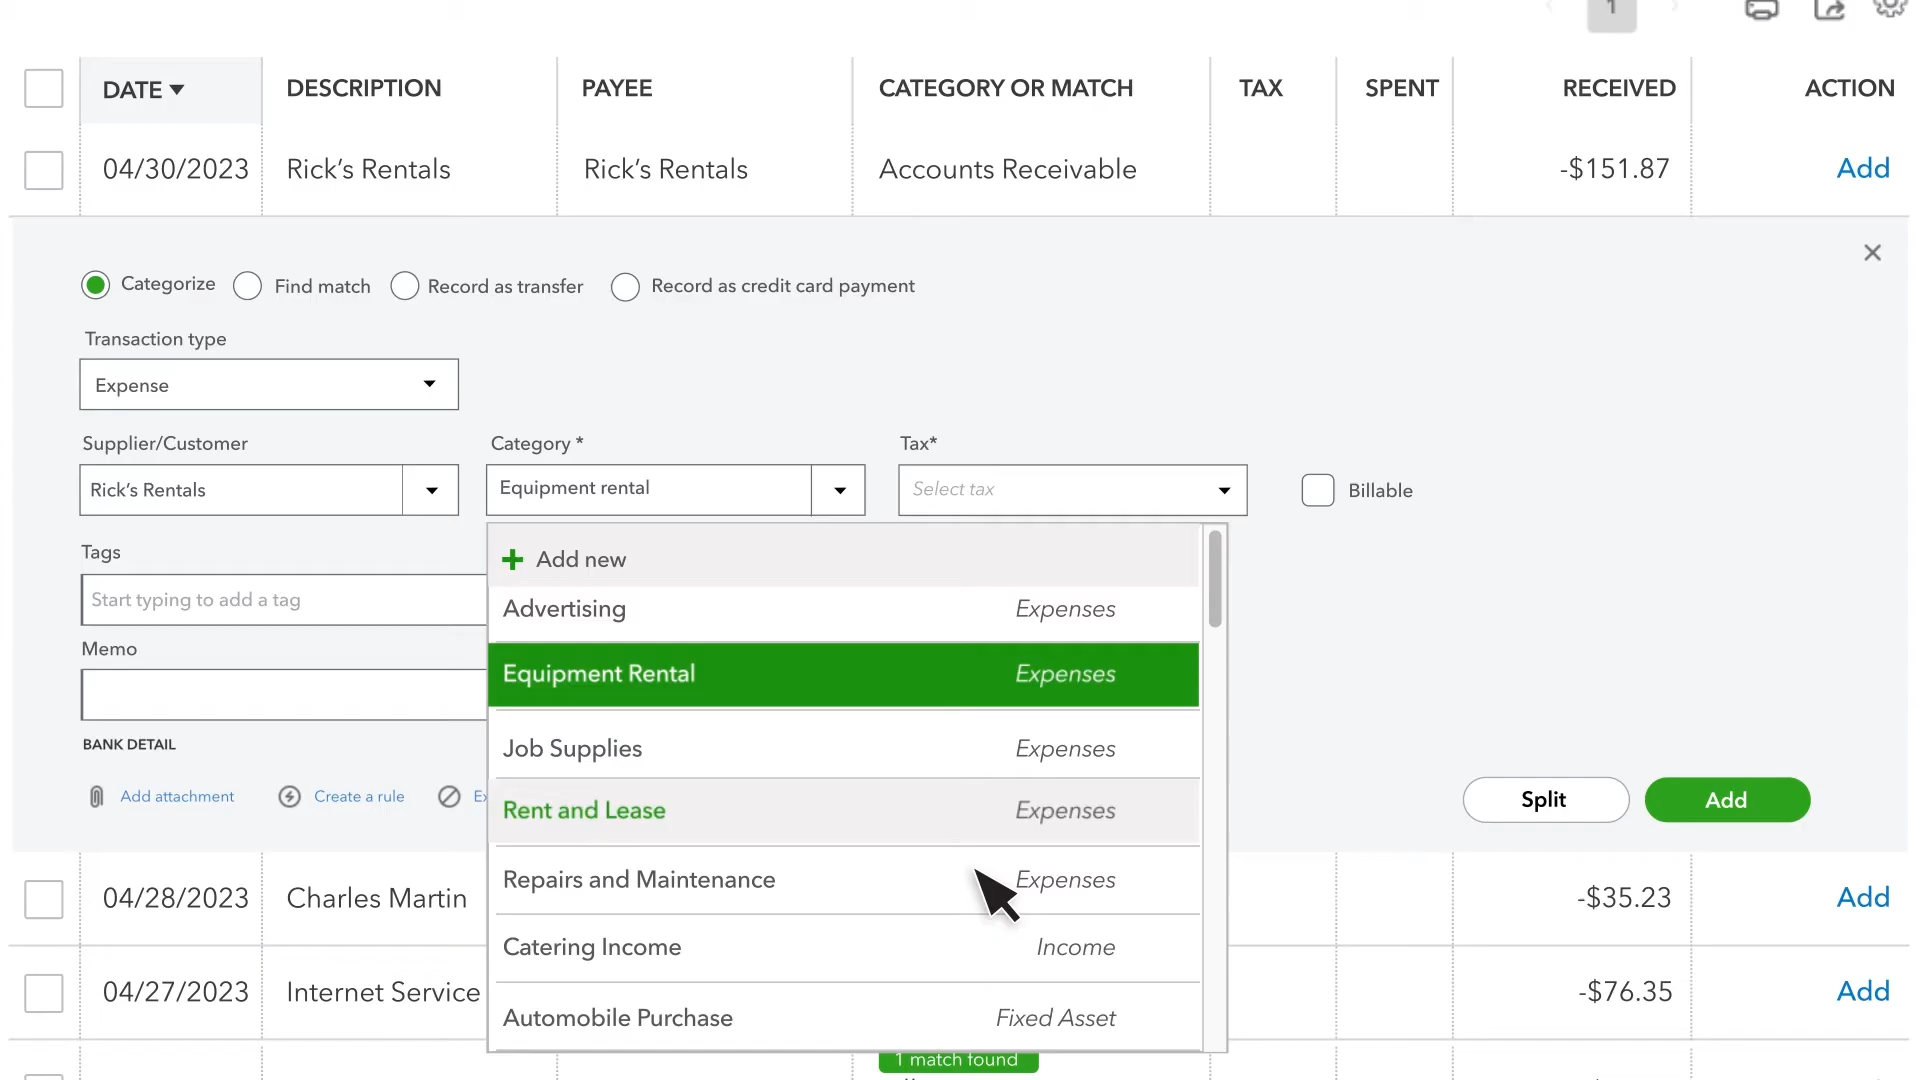 1
DATE ▼ DESCRIPTION PAYEE CATEGORY OR MATCH TAX SPENT RECEIVED ACTION
04/30/2023 Rick’s Rentals Rick’s Rentals Accounts Receivable -$151.87 Add
Categorize Find match Record as transfer Record as credit card payment
Transaction type
Expense
Supplier/Customer Category * Tax*
Rick’s Rentals Equipment rental Select tax Billable
Tags
Start typing to add a tag
Memo
BANK DETAIL
Add attachment Create a rule
+ Add new
Advertising Expenses
Equipment Rental Expenses
Job Supplies Expenses
Rent and Lease Expenses
Repairs and Maintenance Expenses
Catering Income Income
Automobile Purchase Fixed Asset
Split Add
04/28/2023 Charles Martin -$35.23 Add
04/27/2023 Internet Service -$76.35 Add
1 match found